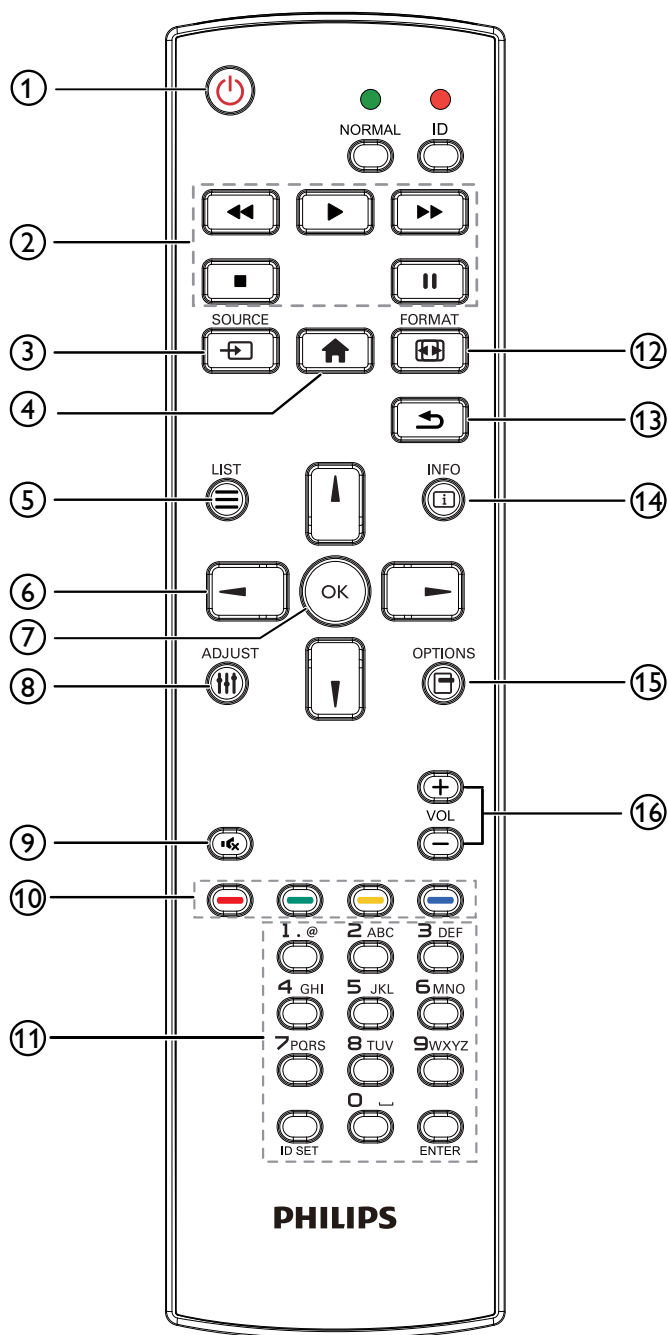 ①
NORMAL ID
②
SOURCE FORMAT
③ ⑫
④
⑬
LIST INFO
⑤ i ⑭
⑥ OK
⑦
ADJUST OPTIONS
⑧ ⑮
+
VOL
⑨ − ⑯
⑩
1 . @ 2 ABC 3 DEF
4 GHI 5 JKL 6 MNO
⑪ 7 PQRS 8 TUV 9 WXYZ
0 ⎵
ID SET ENTER
PHILIPS